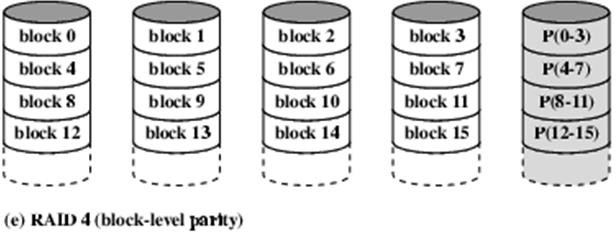 block 0 block 1 block 2 block 3 P(0-3)
block 4 block 5 block 6 block 7 P(4-7)
block 8 block 9 block 10 block 11 P(8-11)
block 12 block 13 block 14 block 15 P(12-15)
(e) RAID 4 (block-level parity)